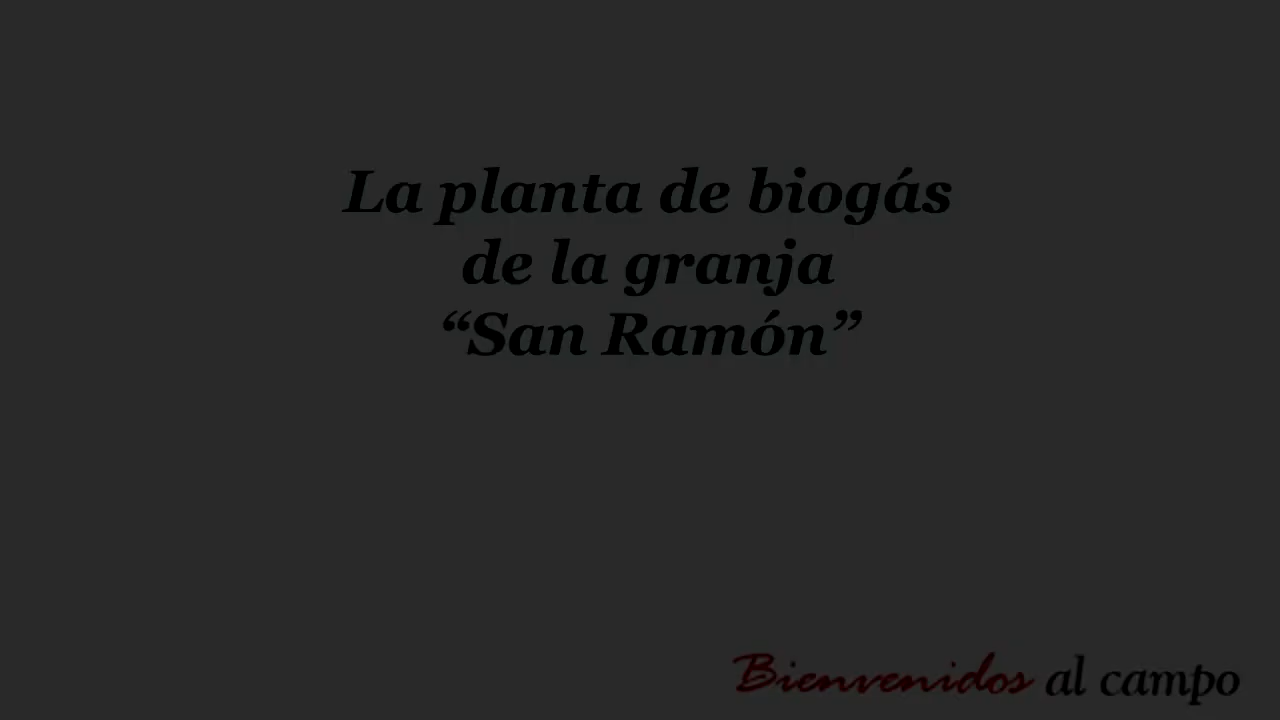 La planta de biogás
de la granja
“San Ramón”
Bienvenidos al campo